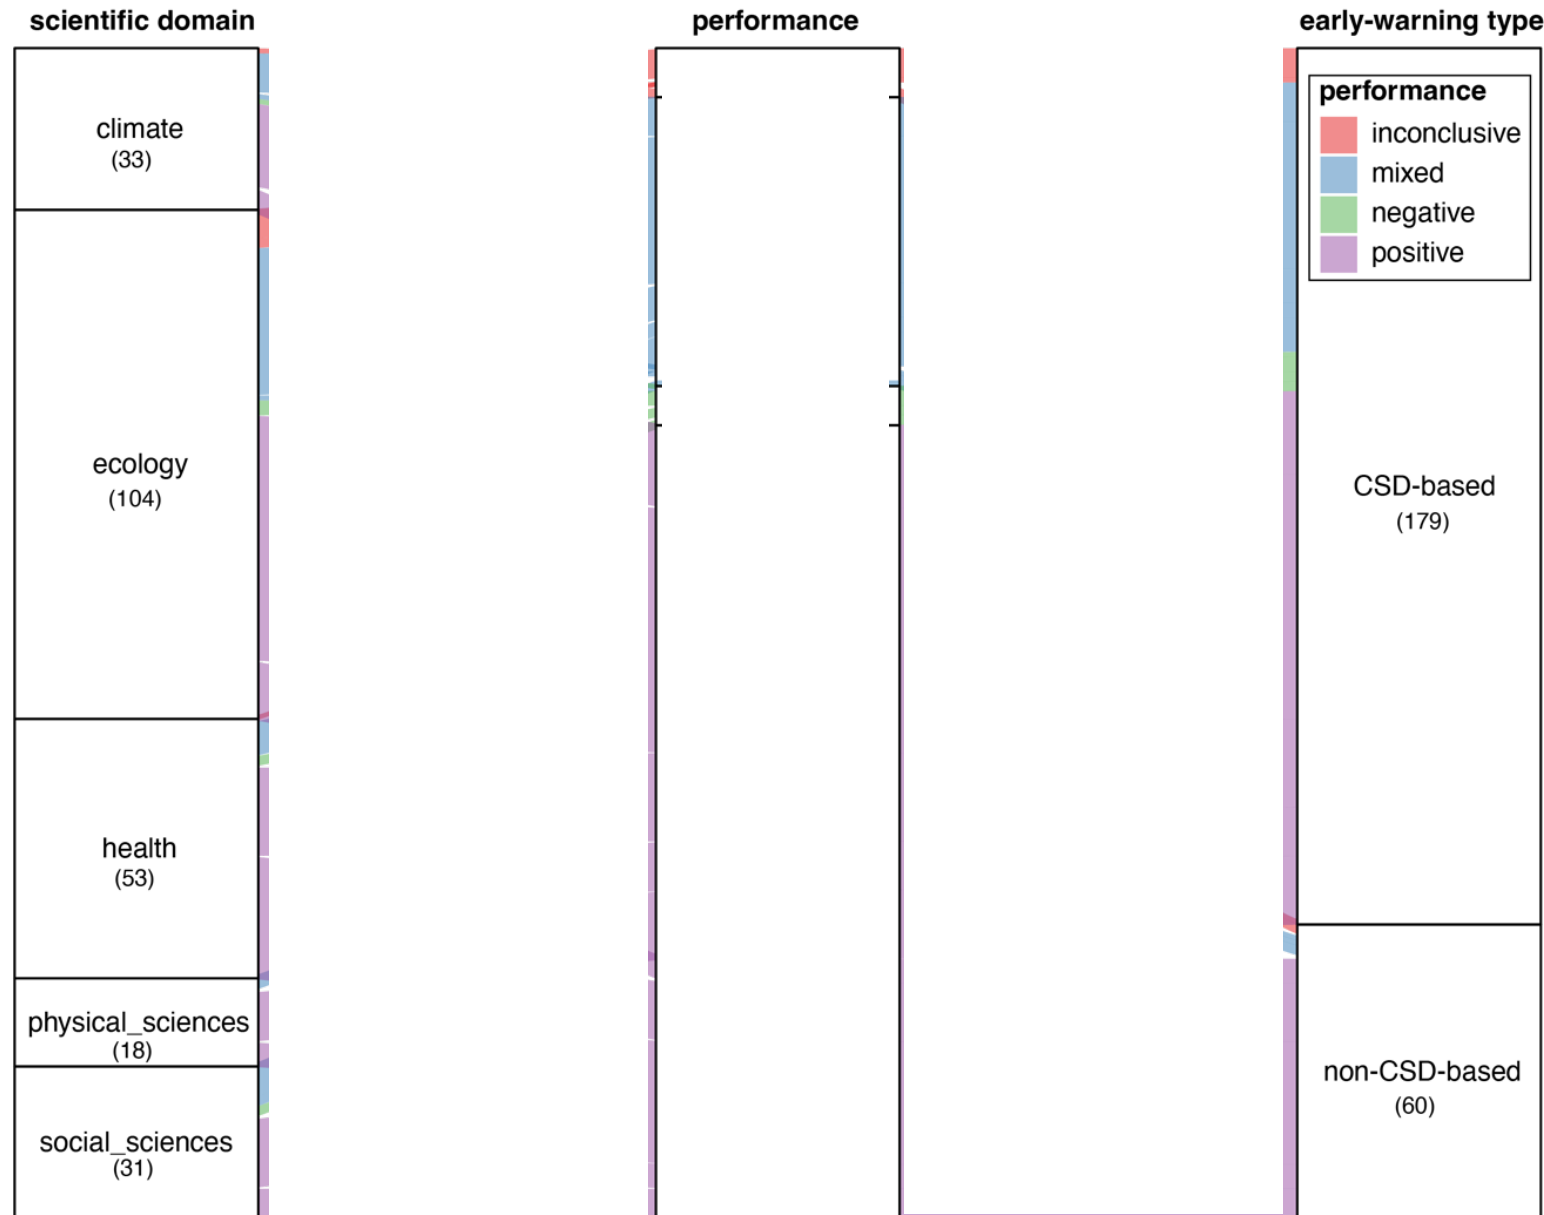 scientific domain
performance
early-warning type
climate
(33)
ecology
(104)
health
(53)
physical_sciences
(18)
social_sciences
(31)
performance
inconclusive
mixed
negative
positive
CSD-based
(179)
non-CSD-based
(60)